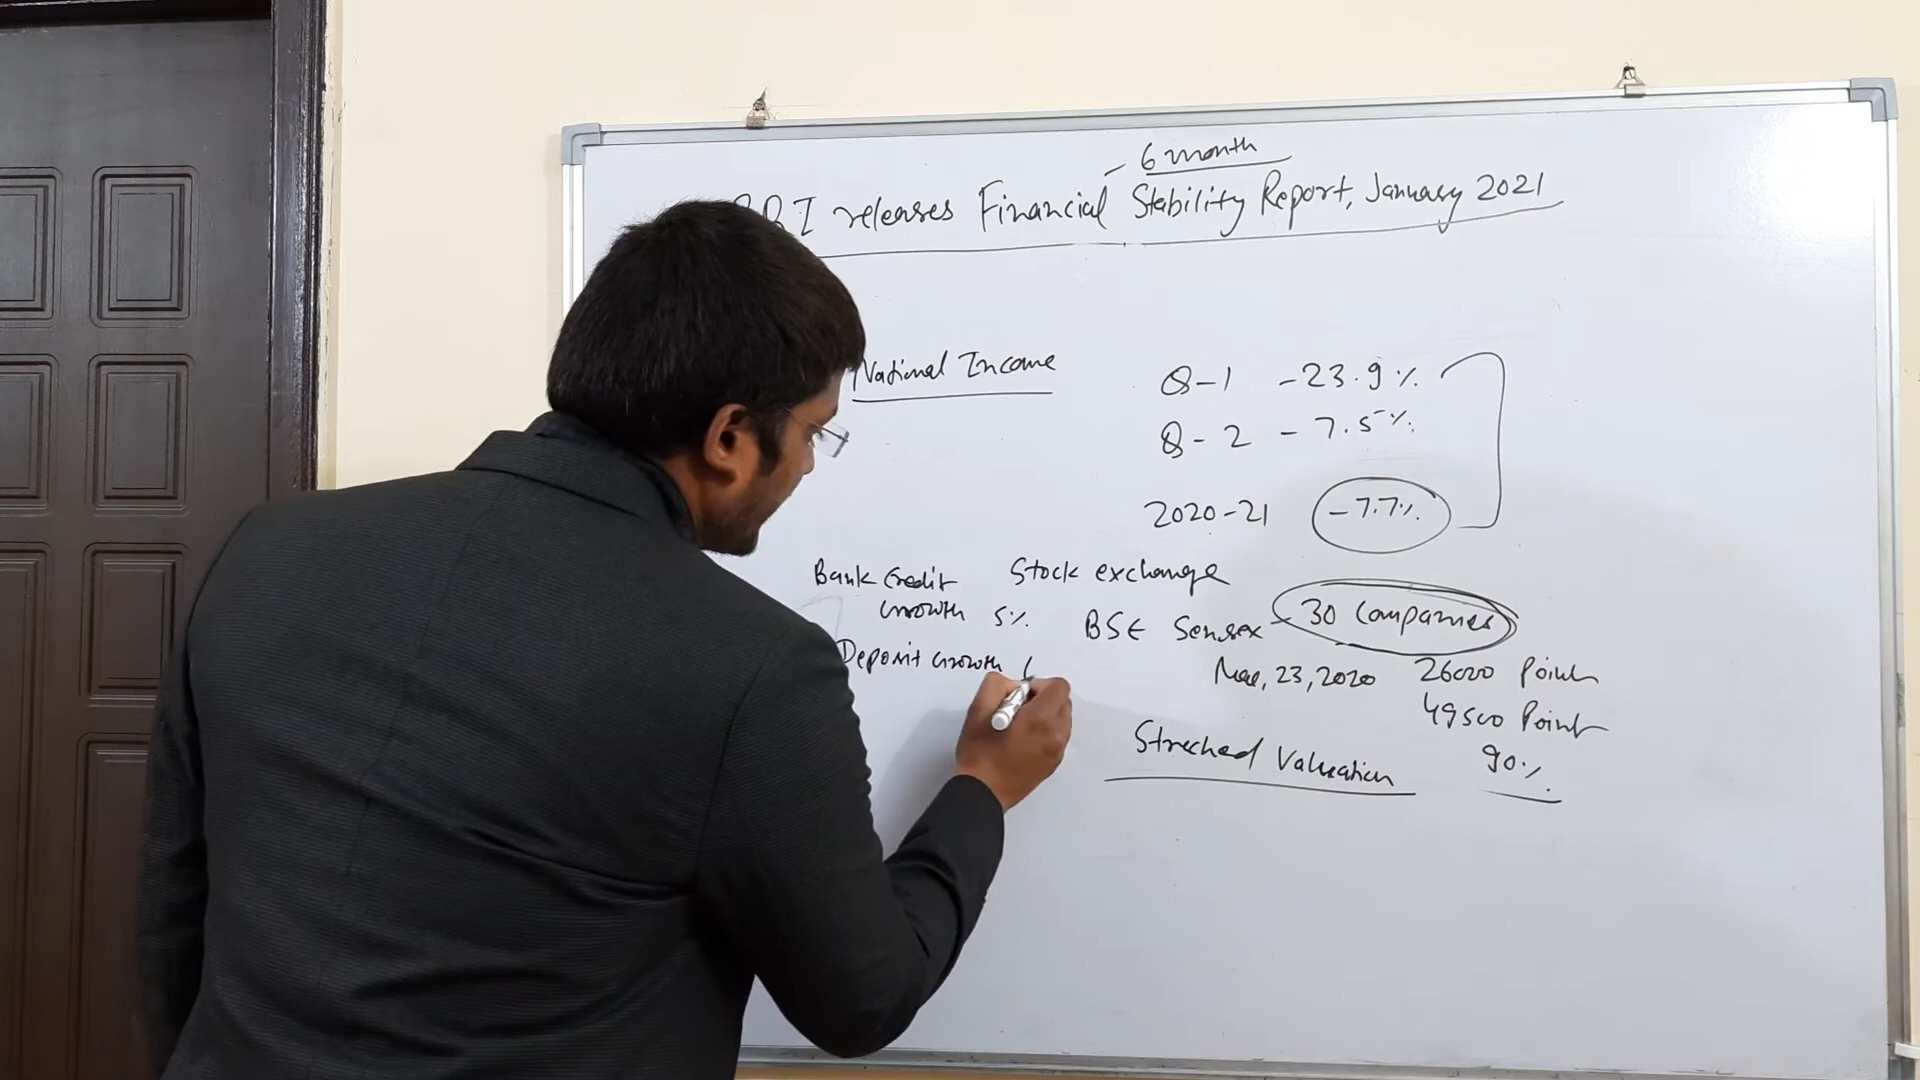 - 6 month
RBI releases Financial Stability Report, January 2021
National Income
Q-1 -23.9%
Q-2 -7.5%
2020-21 -7.7%
Bank Credit Growth 5%
Deposit Growth
Stock exchange
BSE Sensex - 30 Companies
Mar, 23, 2020 26000 Points
49500 Points
90%
Streched Valuation